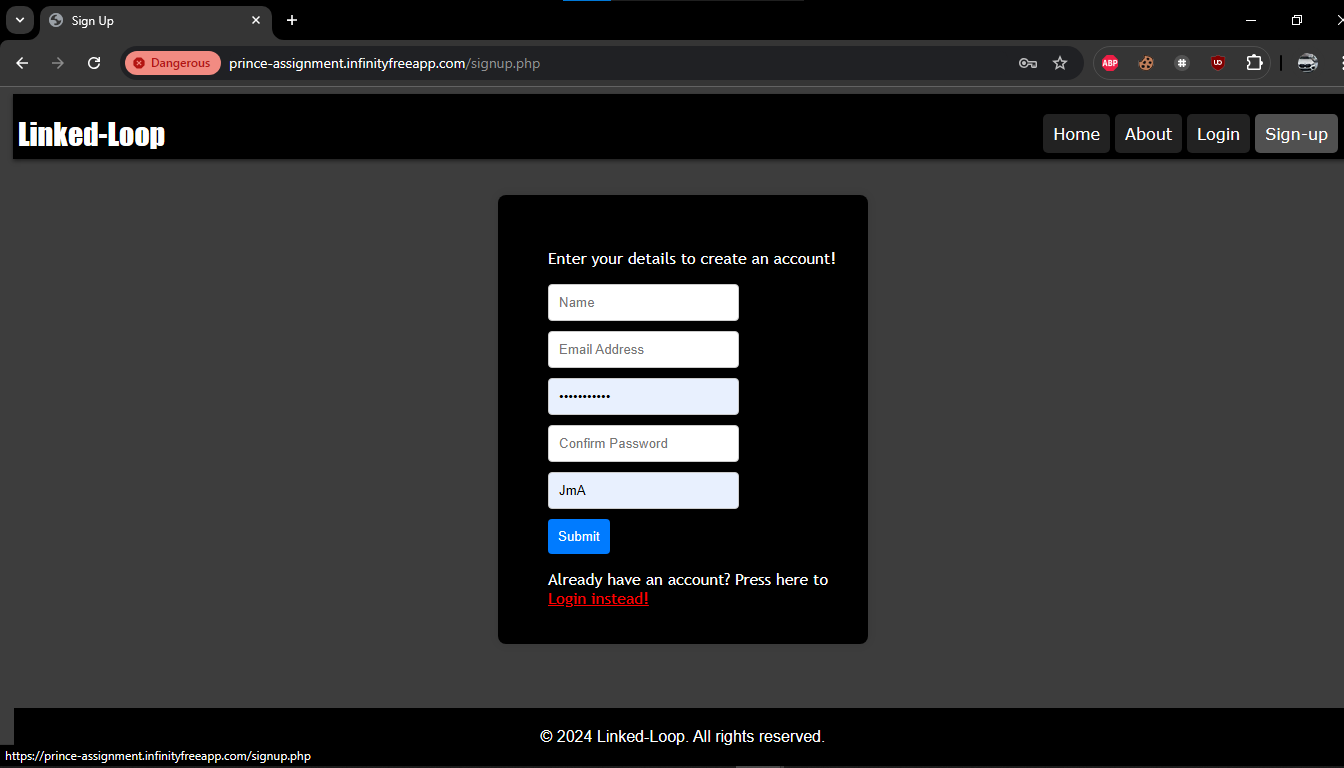 Sign Up
Dangerous prince-assignment.infinityfreeapp.com/signup.php
ABP
UD
Linked-Loop
Home About Login Sign-up
Enter your details to create an account!
Name
Email Address
•••••••••••
Confirm Password
JmA
Submit
Already have an account? Press here to
Login instead!
© 2024 Linked-Loop. All rights reserved.
https://prince-assignment.infinityfreeapp.com/signup.php